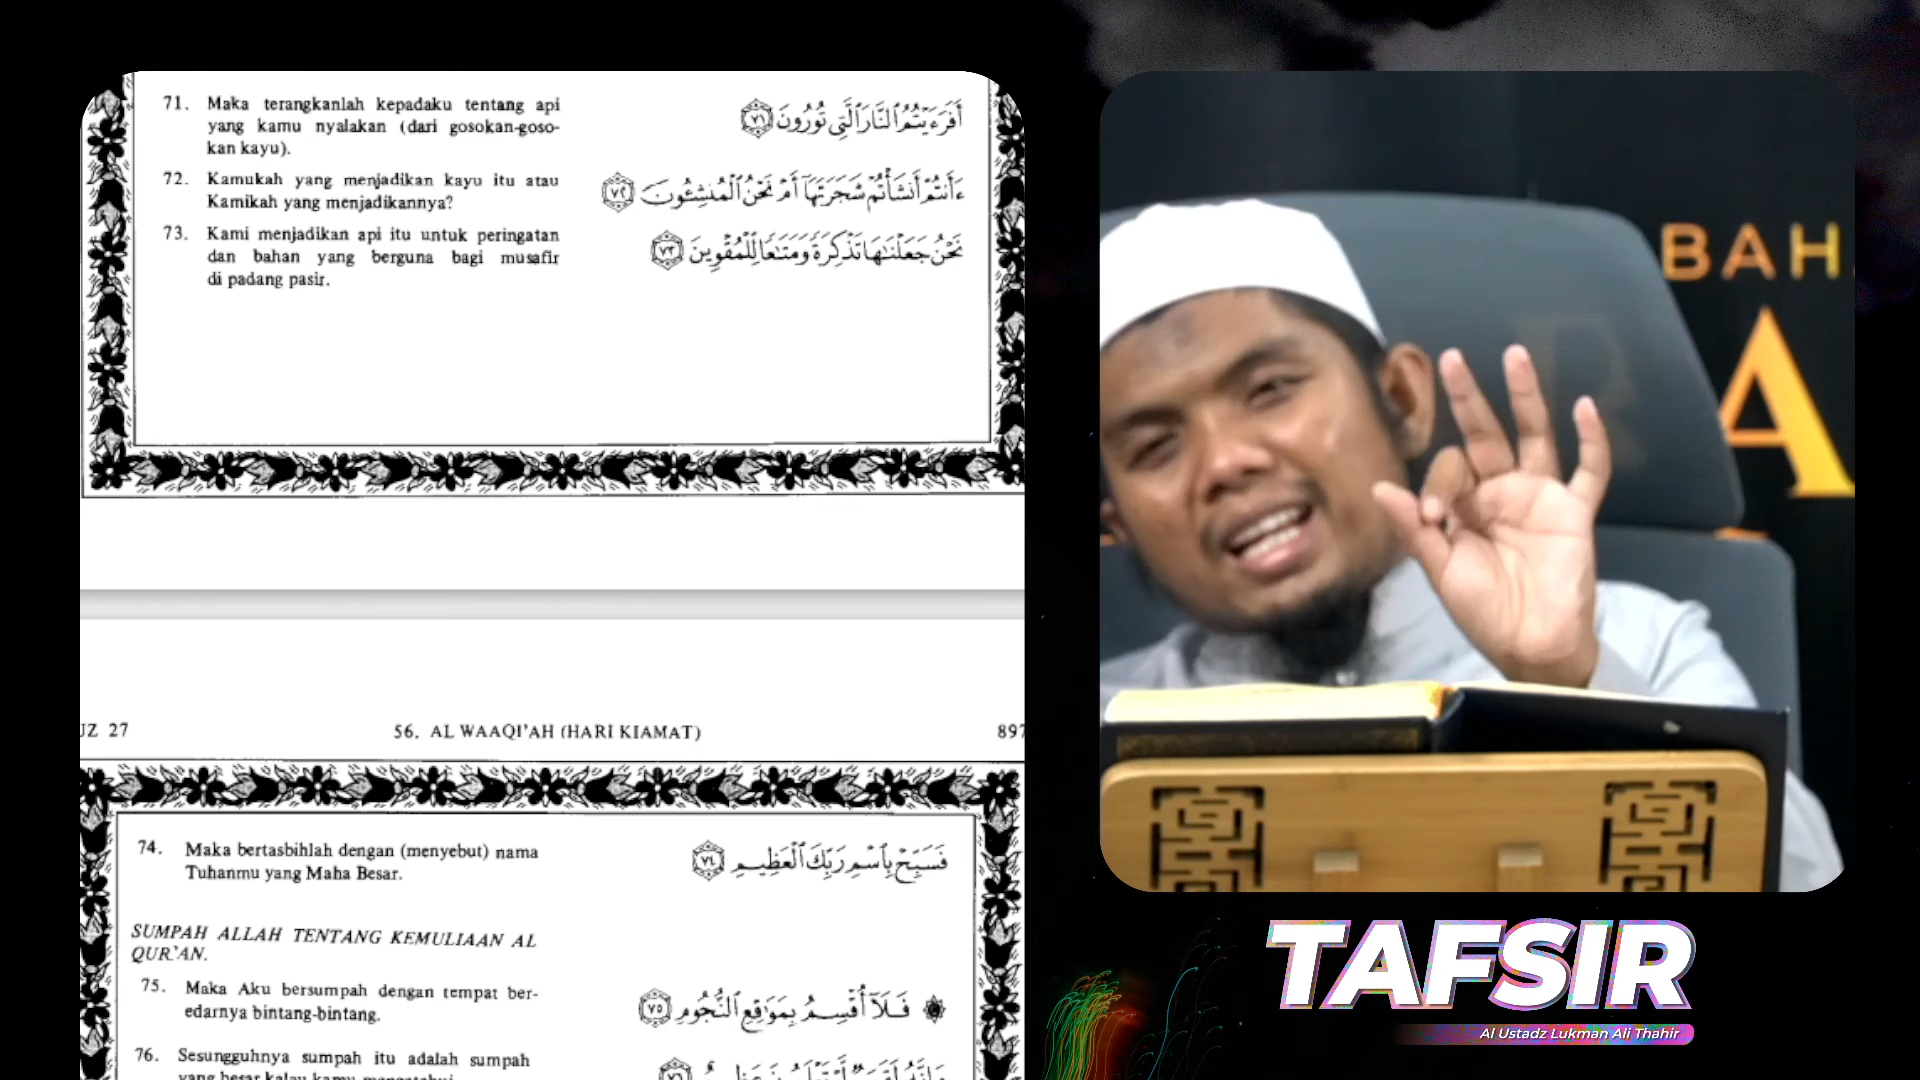 71. Maka terangkanlah kepadaku tentang api
yang kamu nyalakan (dari gosokan-goso-
kan kayu).
أَفَرَءَيْتُمُ ٱلنَّارَ ٱلَّتِى تُورُونَ ٧١
72. Kamukah yang menjadikan kayu itu atau
Kamikah yang menjadikannya?
ءَأَنتُمْ أَنشَأْتُمْ شَجَرَتَهَآ أَمْ نَحْنُ ٱلْمُنشِـُٔونَ ٧٢
73. Kami menjadikan api itu untuk peringatan
dan bahan yang berguna bagi musafir
di padang pasir.
نَحْنُ جَعَلْنَٰهَا تَذْكِرَةً وَمَتَٰعًا لِّلْمُقْوِينَ ٧٣
UZ 27
56. AL WAAQI'AH (HARI KIAMAT)
897
74. Maka bertasbihlah dengan (menyebut) nama
Tuhanmu yang Maha Besar.
فَسَبِّحْ بِٱسْمِ رَبِّكَ ٱلْعَظِيمِ ٧٤
SUMPAH ALLAH TENTANG KEMULIAAN AL
QUR'AN.
75. Maka Aku bersumpah dengan tempat ber-
edarnya bintang-bintang.
فَلَآ أُقْسِمُ بِمَوَٰقِعِ ٱلنُّجُومِ ٧٥
76. Sesungguhnya sumpah itu adalah sumpah
BAH
A
TAFSIR
Al Ustadz Lukman Ali Thahir